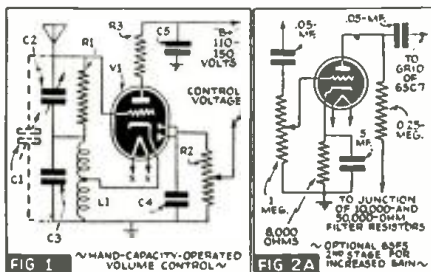 C2
R1
R3
C5
B+
110-
150
VOLTS
V1
CONTROL
VOLTAGE
R2
C1
L1
C4
C3
FIG 1
~HAND-CAPACITY-OPERATED
VOLUME CONTROL~
FIG 2A
.05-MF.
.05-MF.
TO
GRID OF
6SC7
0.25-
MEG.
.5
MF.
1
MEG.
8,000
OHMS
TO JUNCTION
OF 10,000-AND
50,000-OHM
FILTER RESISTORS
~OPTIONAL 6SF5
2ND STAGE FOR
INCREASED GAIN~